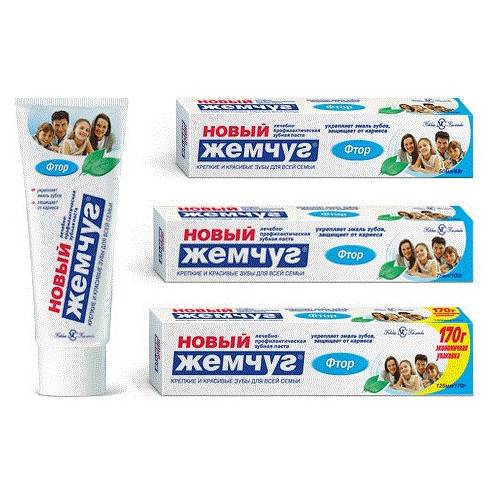 Фтор
укрепляет
эмаль зубов
защищает
от кариеса
НОВЫЙ
жемчуг
лечебно-
профилактическая
зубная паста
КРЕПКИЕ И КРАСИВЫЕ ЗУБЫ ДЛЯ ВСЕЙ СЕМЬИ
НОВЫЙ
лечебно-
профилактическая
зубная паста
укрепляет эмаль зубов,
защищает от кариеса
жемчуг
Фтор
КРЕПКИЕ И КРАСИВЫЕ ЗУБЫ ДЛЯ ВСЕЙ СЕМЬИ
НОВЫЙ
лечебно-
профилактическая
зубная паста
укрепляет эмаль зубов,
защищает от кариеса
жемчуг
Фтор
КРЕПКИЕ И КРАСИВЫЕ ЗУБЫ ДЛЯ ВСЕЙ СЕМЬИ
НОВЫЙ
лечебно-
профилактическая
зубная паста
укрепляет эмаль зубов,
защищает от кариеса
жемчуг
Фтор
КРЕПКИЕ И КРАСИВЫЕ ЗУБЫ ДЛЯ ВСЕЙ СЕМЬИ
170г
170г
экономичная
упаковка
125мл/170г